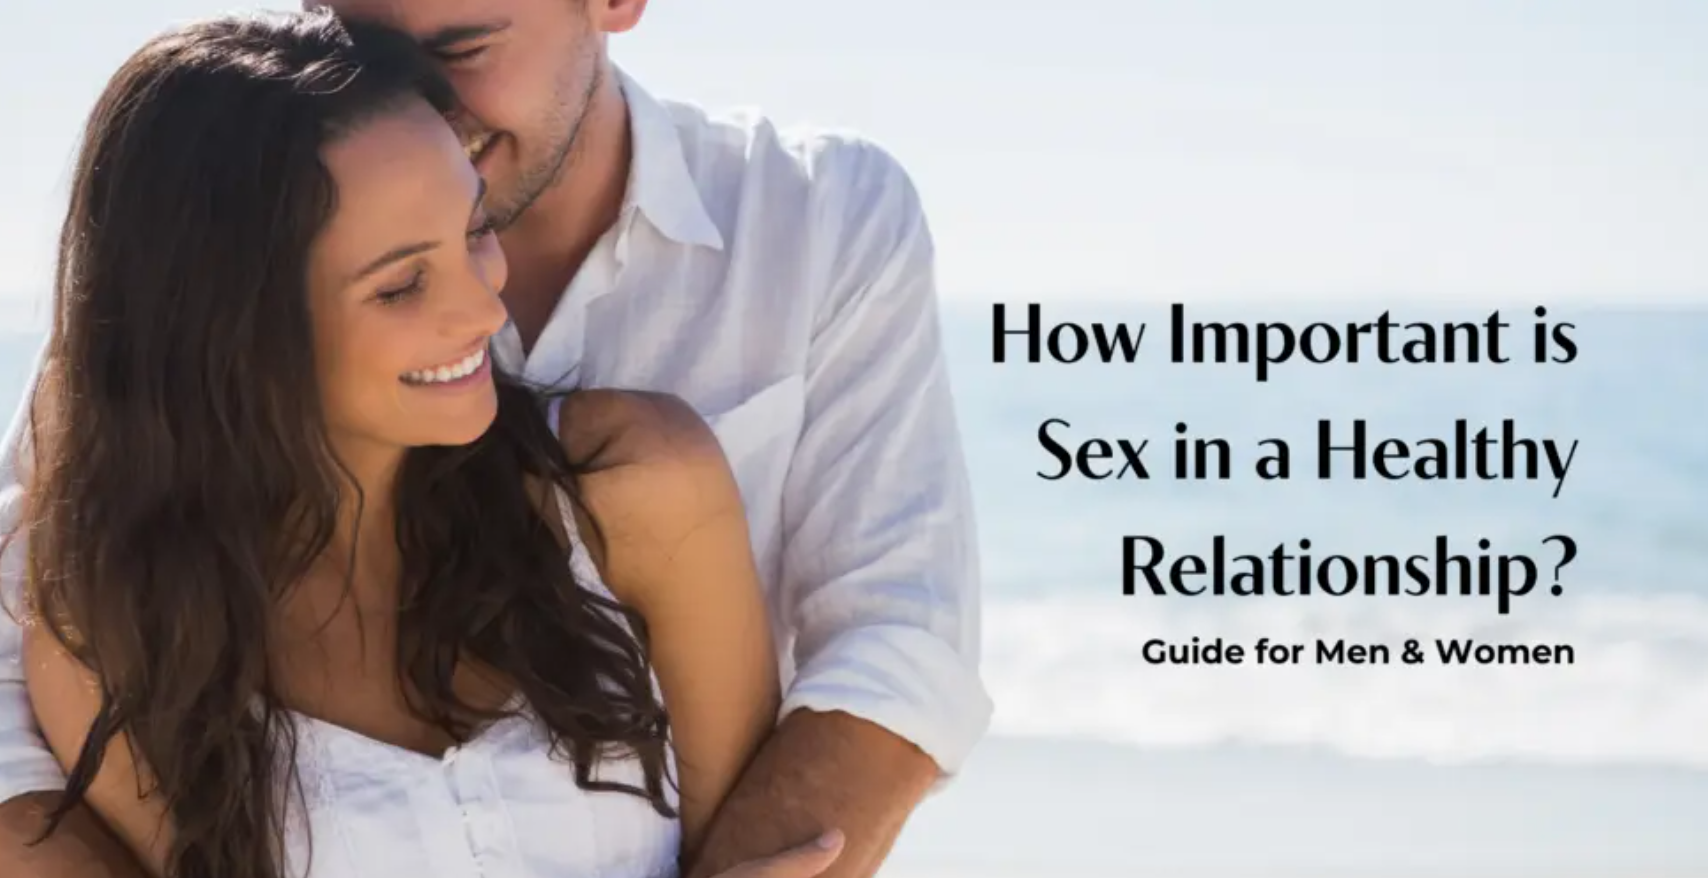 How Important is
Sex in a Healthy
Relationship?
Guide for Men & Women